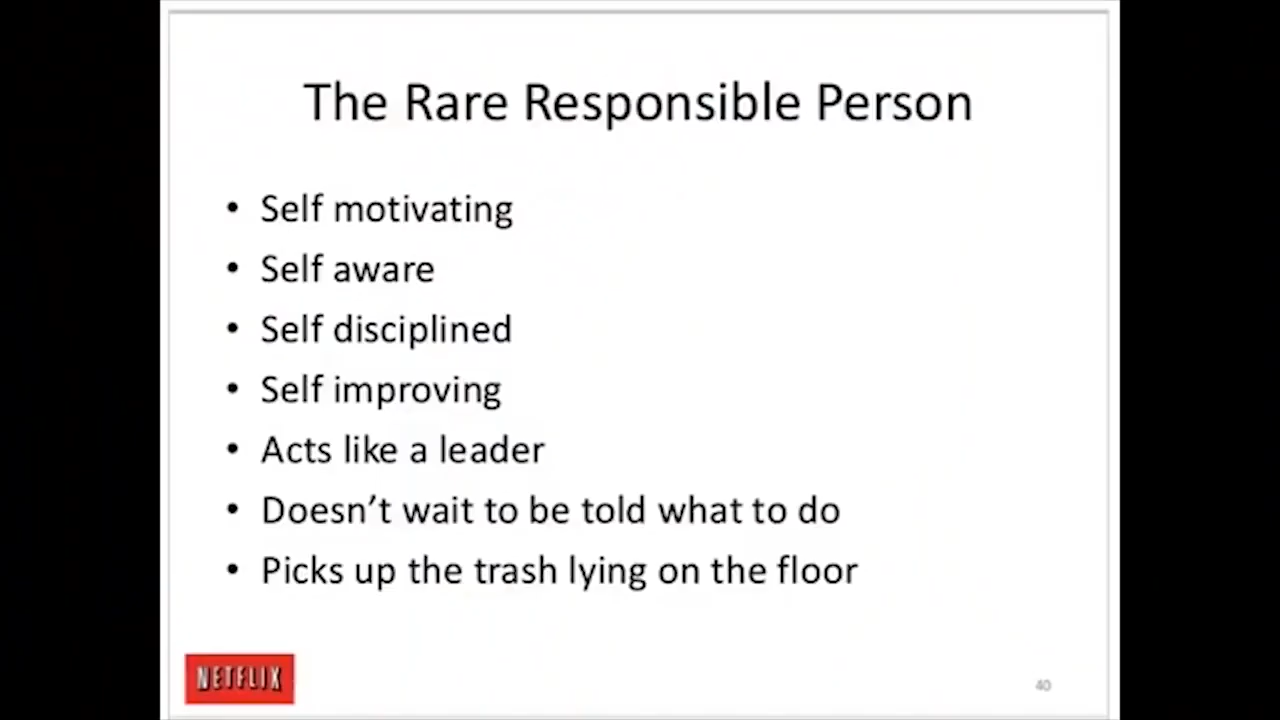 The Rare Responsible Person
• Self motivating
• Self aware
• Self disciplined
• Self improving
• Acts like a leader
• Doesn’t wait to be told what to do
• Picks up the trash lying on the floor
NETFLIX
40